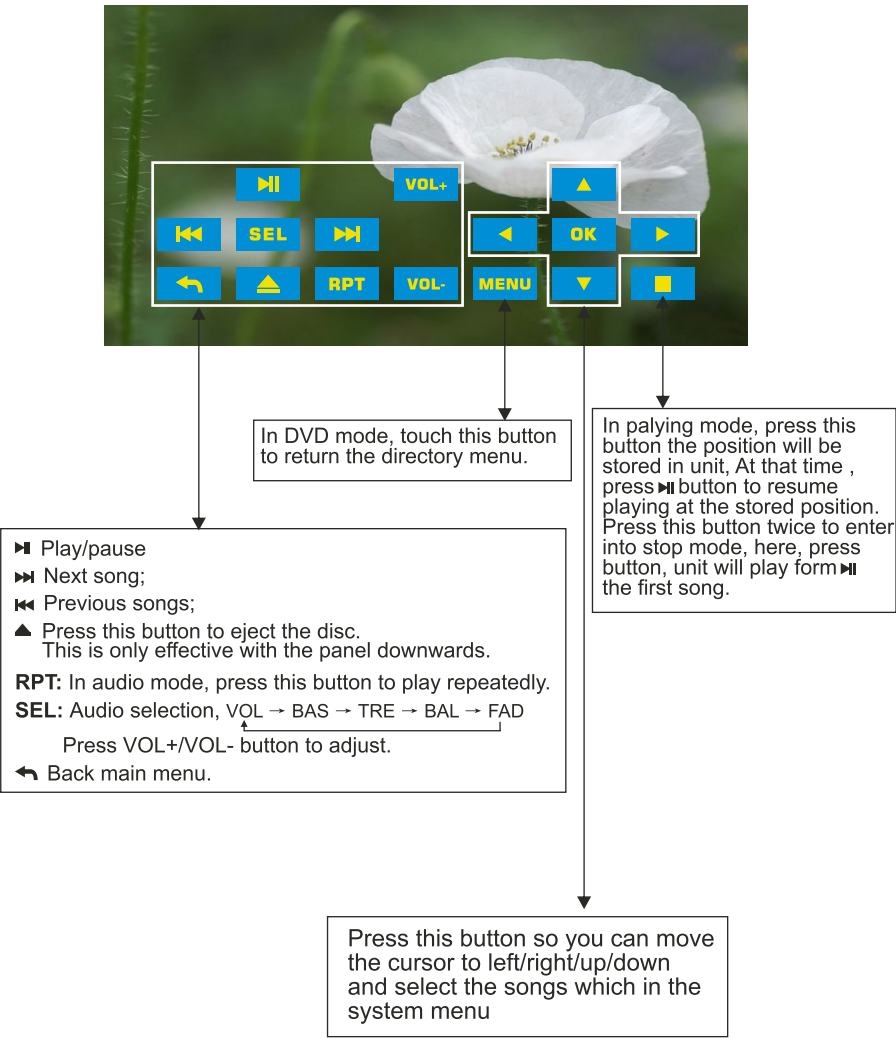 VOL+
SEL
OK
RPT
VOL-
MENU
In DVD mode, touch this button
to return the directory menu.
In palying mode, press this
button the position will be
stored in unit, At that time ,
press button to resume
playing at the stored position.
Press this button twice to enter
into stop mode, here, press
button, unit will play form
the first song.
Play/pause
Next song;
Previous songs;
Press this button to eject the disc.
This is only effective with the panel downwards.
RPT: In audio mode, press this button to play repeatedly.
SEL: Audio selection, VOL → BAS → TRE → BAL → FAD
Press VOL+/VOL- button to adjust.
Back main menu.
Press this button so you can move
the cursor to left/right/up/down
and select the songs which in the
system menu